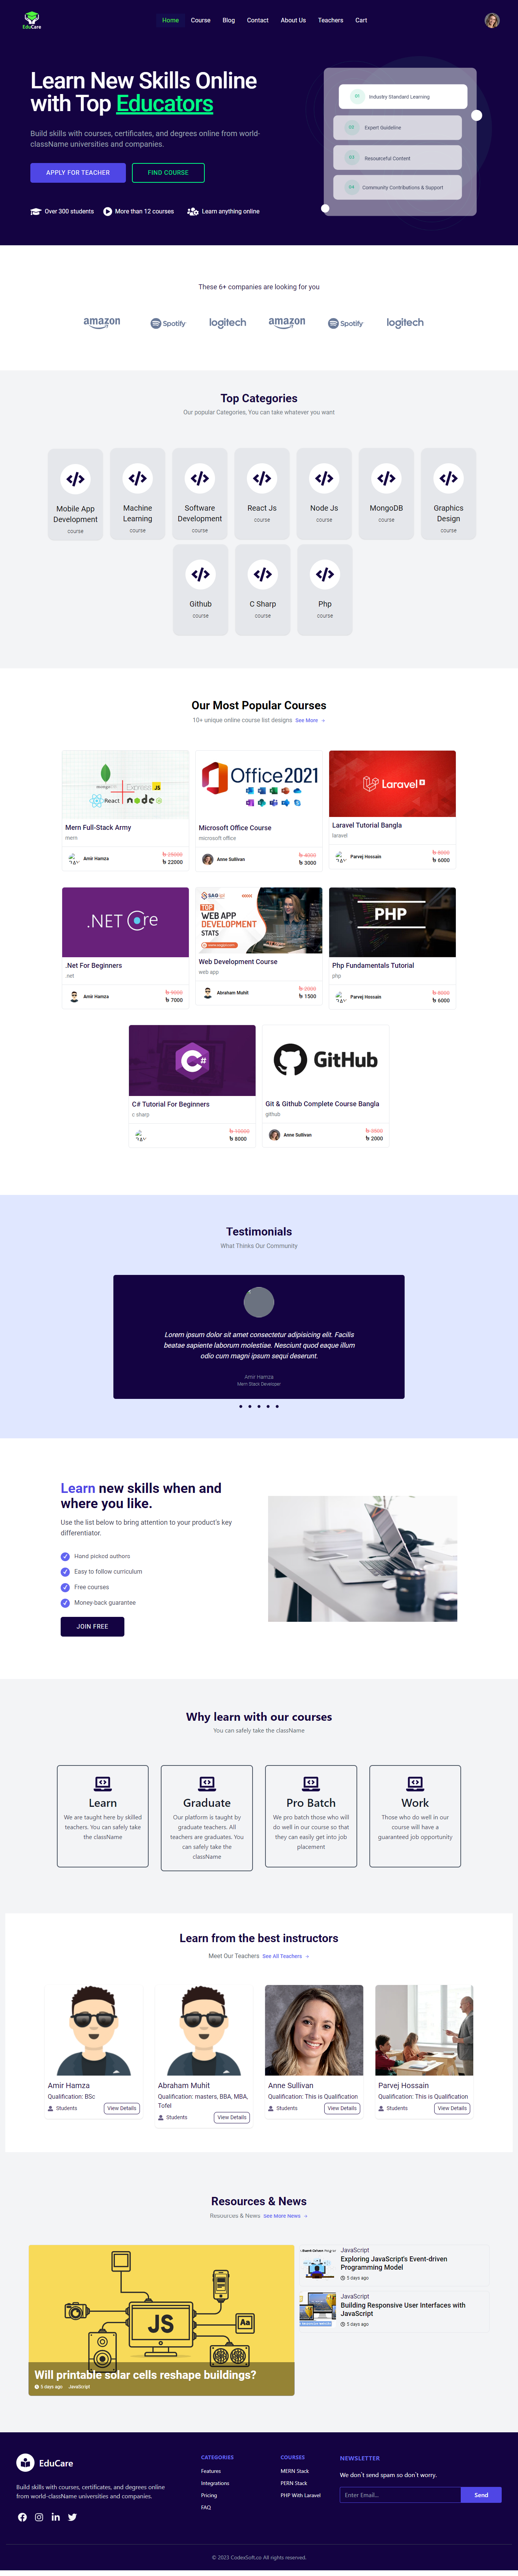 EduCare
Home Course Blog Contact About Us Teachers Cart
Learn New Skills Online
with Top Educators
Build skills with courses, certificates, and degrees online from world-
className universities and companies.
APPLY FOR TEACHER
FIND COURSE
Over 300 students
More than 12 courses
Learn anything online
01 Industry Standard Learning
02 Expert Guideline
03 Resourceful Content
04 Community Contributions & Support
These 6+ companies are looking for you
amazon Spotify logitech amazon Spotify logitech
Top Categories
Our popular Categories, You can take whatever you want
Mobile App
Development
course
Machine
Learning
course
Software
Development
course
React Js
course
Node Js
course
MongoDB
course
Graphics
Design
course
Github
course
C Sharp
course
Php
course
Our Most Popular Courses
10+ unique online course list designs See More →
mongoDB Express JS
React node JS
Mern Full-Stack Army
mern
Amir Hamza
৳ 25000
৳ 22000
Office 2021
Microsoft Office Course
microsoft office
Anne Sullivan
৳ 4000
৳ 3000
Laravel
Laravel Tutorial Bangla
laravel
Parvej Hossain
৳ 8000
৳ 6000
.NET Core
.Net For Beginners
.net
Amir Hamza
৳ 9000
৳ 7000
TOP
WEB APP
DEVELOPMENT
STATS
Web Development Course
web app
Abraham Muhit
৳ 2000
৳ 1500
PHP
Php Fundamentals Tutorial
php
Parvej Hossain
৳ 8000
৳ 6000
C#
C# Tutorial For Beginners
c sharp
৳ 10000
৳ 8000
GitHub
Git & Github Complete Course Bangla
github
Anne Sullivan
৳ 3500
৳ 2000
Testimonials
What Thinks Our Community
Lorem ipsum dolor sit amet consectetur adipisicing elit. Facilis
beatae sapiente laborum molestiae. Nesciunt quod eaque illum
odio cum magni ipsum sequi deserunt.
Amir Hamza
Mern Stack Developer
Learn new skills when and
where you like.
Use the list below to bring attention to your product's key
differentiator.
Hand picked authors
Easy to follow curriculum
Free courses
Money-back guarantee
JOIN FREE
Why learn with our courses
You can safely take the className
Learn
We are taught here by skilled
teachers. You can safely take
the className
Graduate
Our platform is taught by
graduate teachers. All
teachers are graduates. You
can safely take the
className
Pro Batch
We pro batch those who will
do well in our course so that
they can easily get into job
placement
Work
Those who do well in our
course will have a
guaranteed job opportunity
Learn from the best instructors
Meet Our Teachers See All Teachers →
Amir Hamza
Qualification: BSc
Students
View Details
Abraham Muhit
Qualification: masters, BBA, MBA,
Tofel
Students
View Details
Anne Sullivan
Qualification: This is Qualification
Students
View Details
Parvej Hossain
Qualification: This is Qualification
Students
View Details
Resources & News
Resources & News See More News →
JS
Will printable solar cells reshape buildings?
5 days ago JavaScript
JavaScript
Exploring JavaScript's Event-driven
Programming Model
5 days ago
JavaScript
Building Responsive User Interfaces with
JavaScript
5 days ago
EduCare
Build skills with courses, certificates, and degrees online
from world-className universities and companies.
CATEGORIES
Features
Integrations
Pricing
FAQ
COURSES
MERN Stack
PERN Stack
PHP With Laravel
NEWSLETTER
We don't send spam so don't worry.
Enter Email...
Send
© 2023 CodexSoft.co All rights reserved.